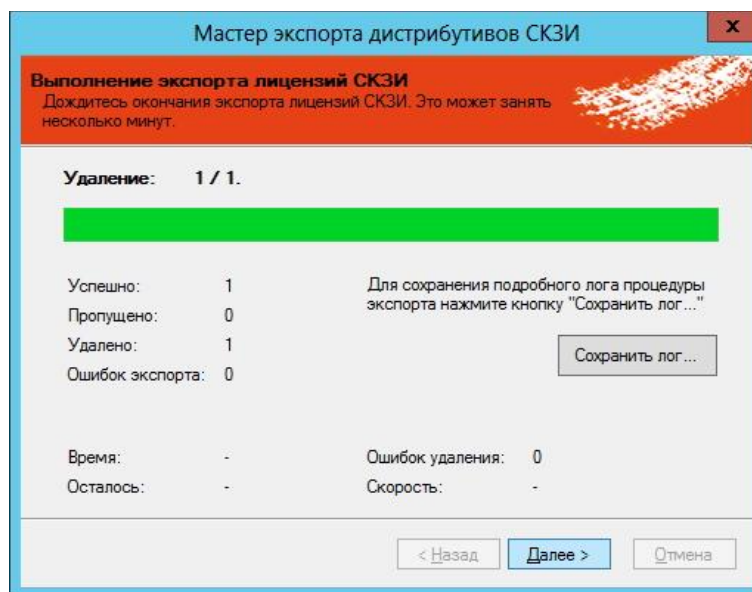 Мастер экспорта дистрибутивов СКЗИ
x
Выполнение экспорта лицензий СКЗИ
Дождитесь окончания экспорта лицензий СКЗИ. Это может занять
несколько минут.
Удаление: 1 / 1.
Успешно: 1
Пропущено: 0
Удалено: 1
Ошибок экспорта: 0
Для сохранения подробного лога процедуры
экспорта нажмите кнопку "Сохранить лог..."
Сохранить лог...
Время: -
Осталось: -
Ошибок удаления: 0
Скорость: -
< Назад
Далее >
Отмена